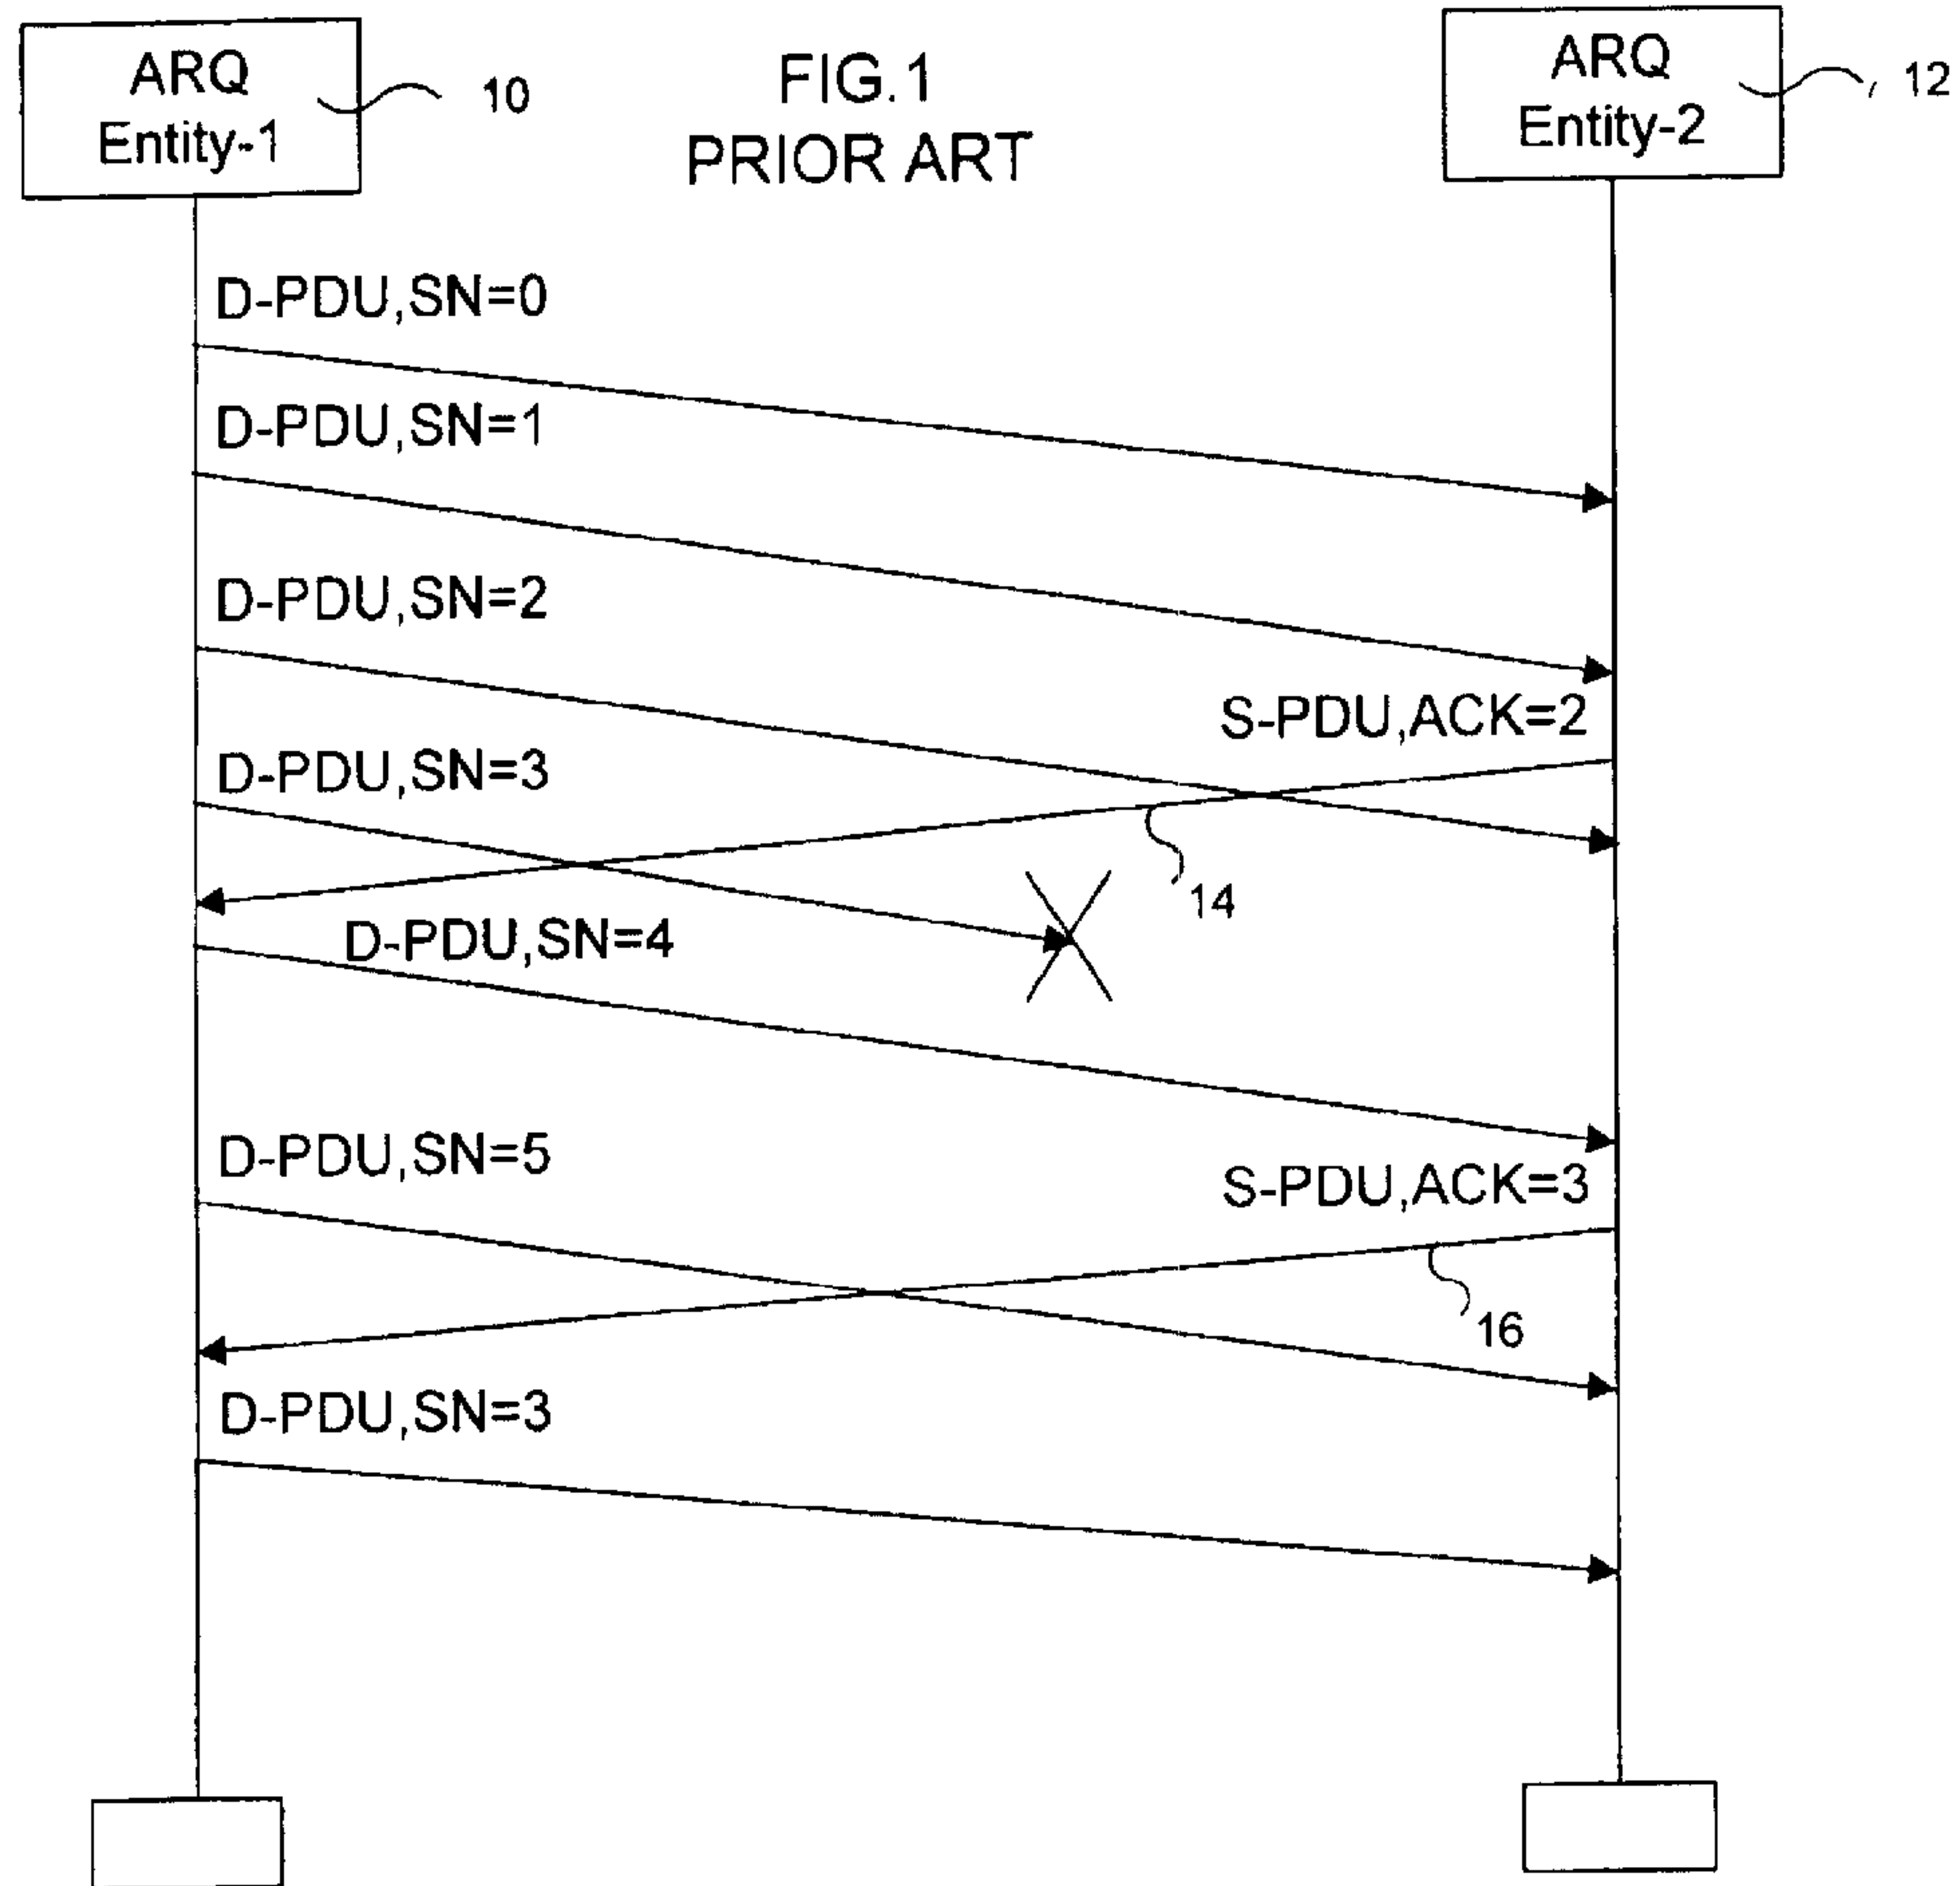 ARQ
Entity-1
10
FIG.1
PRIOR ART
ARQ
Entity-2
12
D-PDU,SN=0
D-PDU,SN=1
D-PDU,SN=2
S-PDU,ACK=2
D-PDU,SN=3
14
D-PDU,SN=4
D-PDU,SN=5
S-PDU,ACK=3
16
D-PDU,SN=3